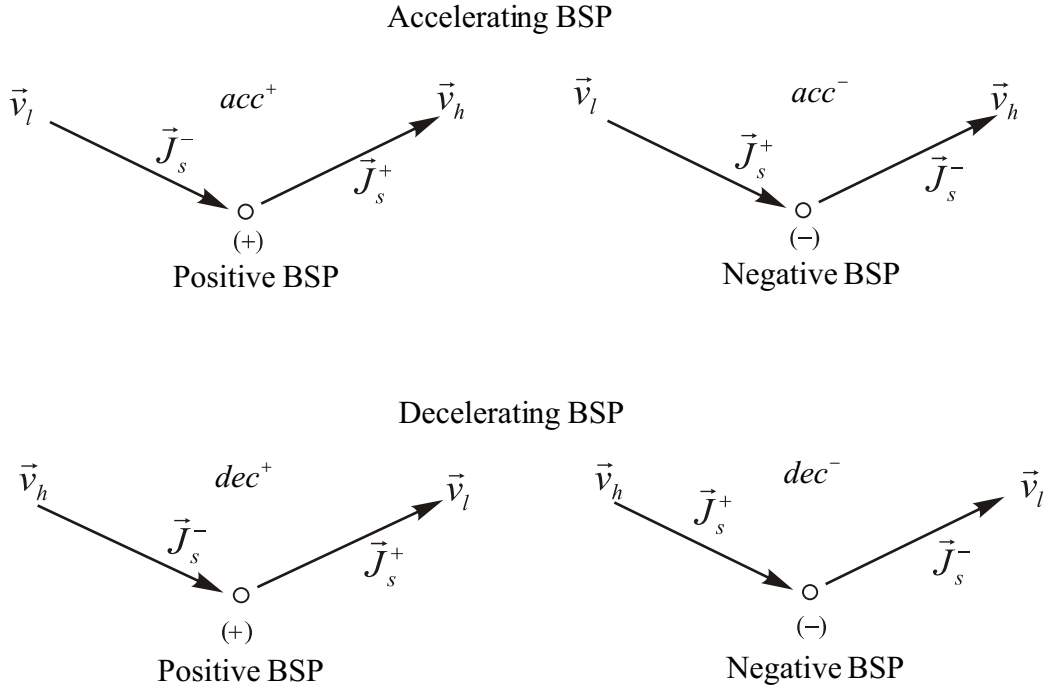 Accelerating BSP
v⃗_l acc⁺ v⃗_h
J⃗_s⁻ J⃗_s⁺
(+)
Positive BSP
v⃗_l acc⁻ v⃗_h
J⃗_s⁺ J⃗_s⁻
(−)
Negative BSP
Decelerating BSP
v⃗_h dec⁺ v⃗_l
J⃗_s⁻ J⃗_s⁺
(+)
Positive BSP
v⃗_h dec⁻ v⃗_l
J⃗_s⁺ J⃗_s⁻
(−)
Negative BSP